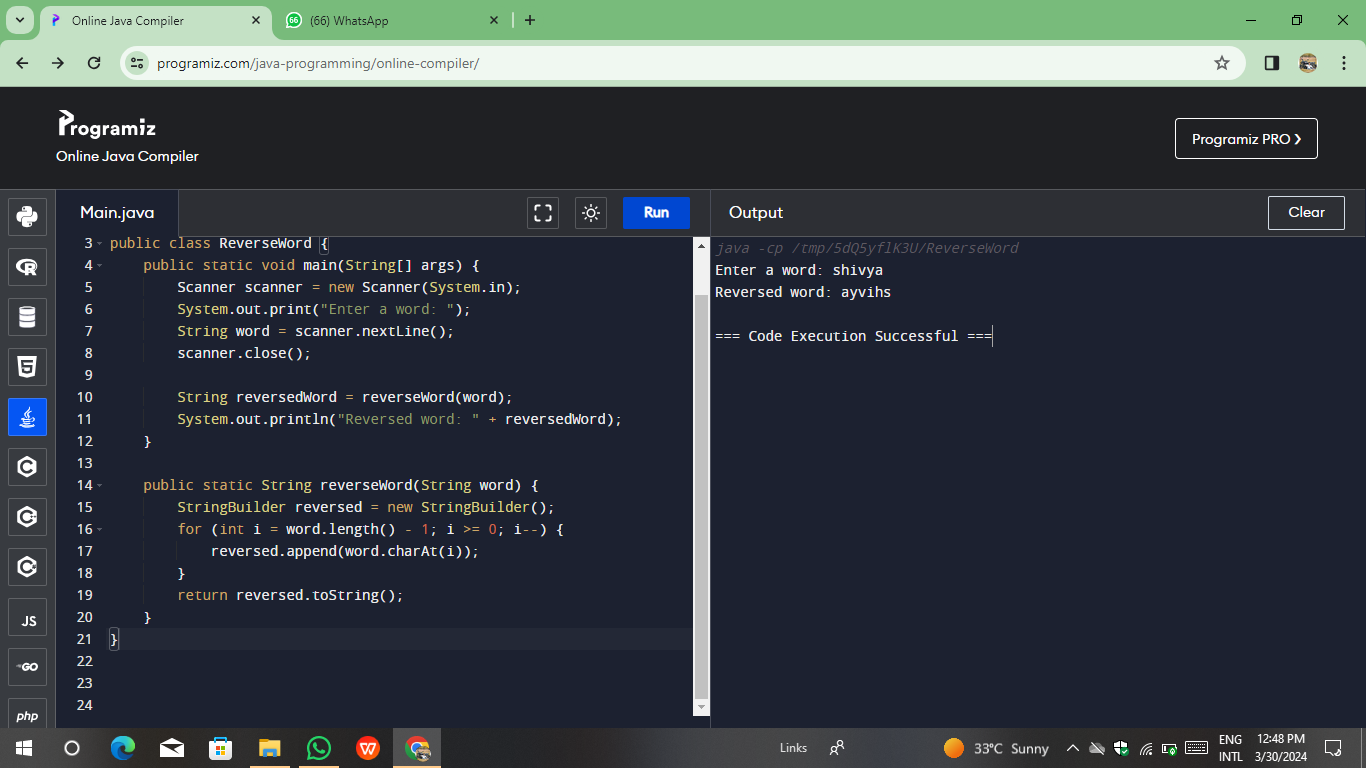 Online Java Compiler
66
(66) WhatsApp
programiz.com/java-programming/online-compiler/
Programiz
Online Java Compiler
Programiz PRO
Main.java
Run
Output
Clear
3 public class ReverseWord {
4 public static void main(String[] args) {
5 Scanner scanner = new Scanner(System.in);
6 System.out.print("Enter a word: ");
7 String word = scanner.nextLine();
8 scanner.close();
9
10 String reversedWord = reverseWord(word);
11 System.out.println("Reversed word: " + reversedWord);
12 }
13
14 public static String reverseWord(String word) {
15 StringBuilder reversed = new StringBuilder();
16 for (int i = word.length() - 1; i >= 0; i--) {
17 reversed.append(word.charAt(i));
18 }
19 return reversed.toString();
20 }
21 }
22
23
24
java -cp /tmp/5dQ5yflK3U/ReverseWord
Enter a word: shivya
Reversed word: ayvihs
=== Code Execution Successful ===
R
5
C
C
C
JS
GO
php
W
Links
33°C Sunny
ENG
INTL
12:48 PM
3/30/2024